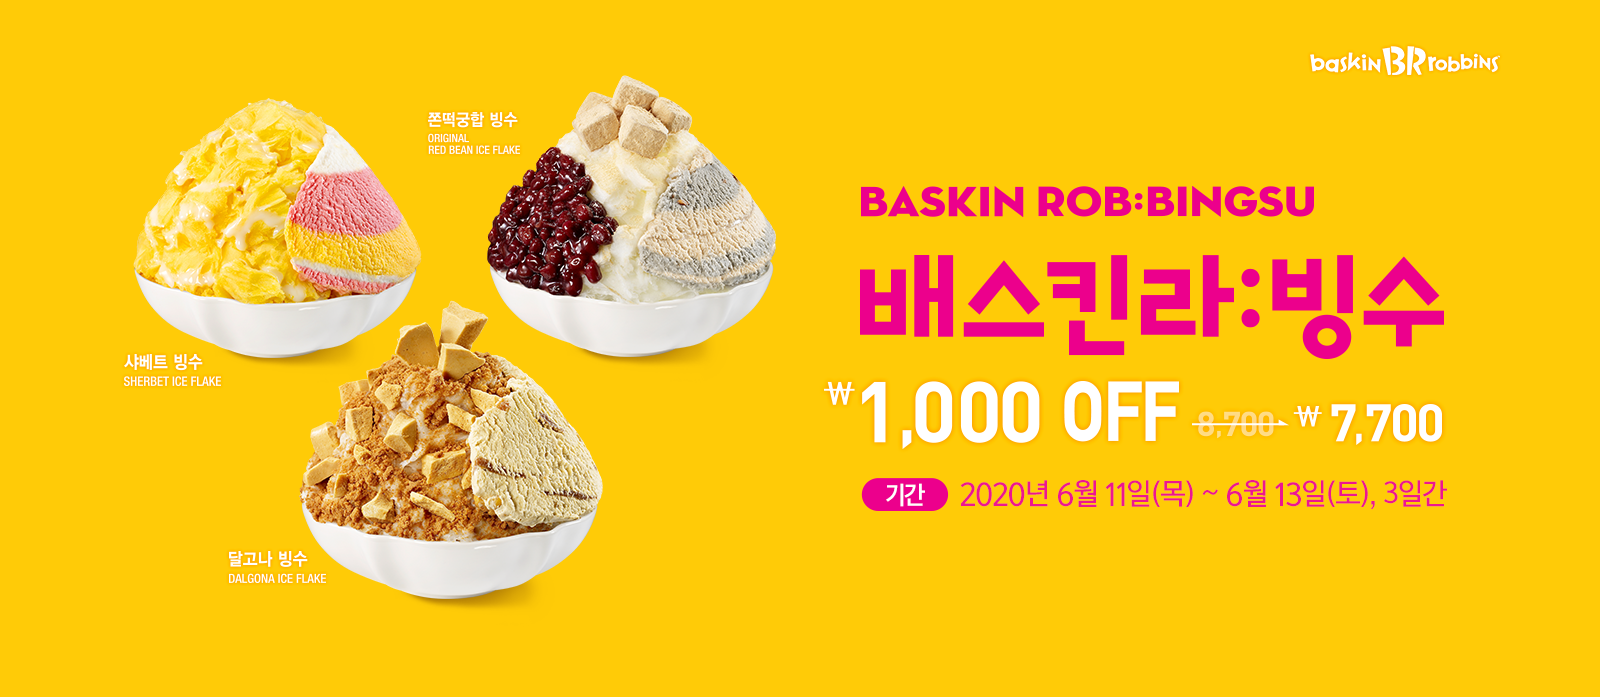 baskin BR robbins
쫀떡궁합 빙수
ORIGINAL
RED BEAN ICE FLAKE
샤베트 빙수
SHERBET ICE FLAKE
달고나 빙수
DALGONA ICE FLAKE
BASKIN ROB:BINGSU
배스킨라:빙수
₩1,000 OFF 8,700 ₩7,700
기간 2020년 6월 11일(목) ~ 6월 13일(토), 3일간